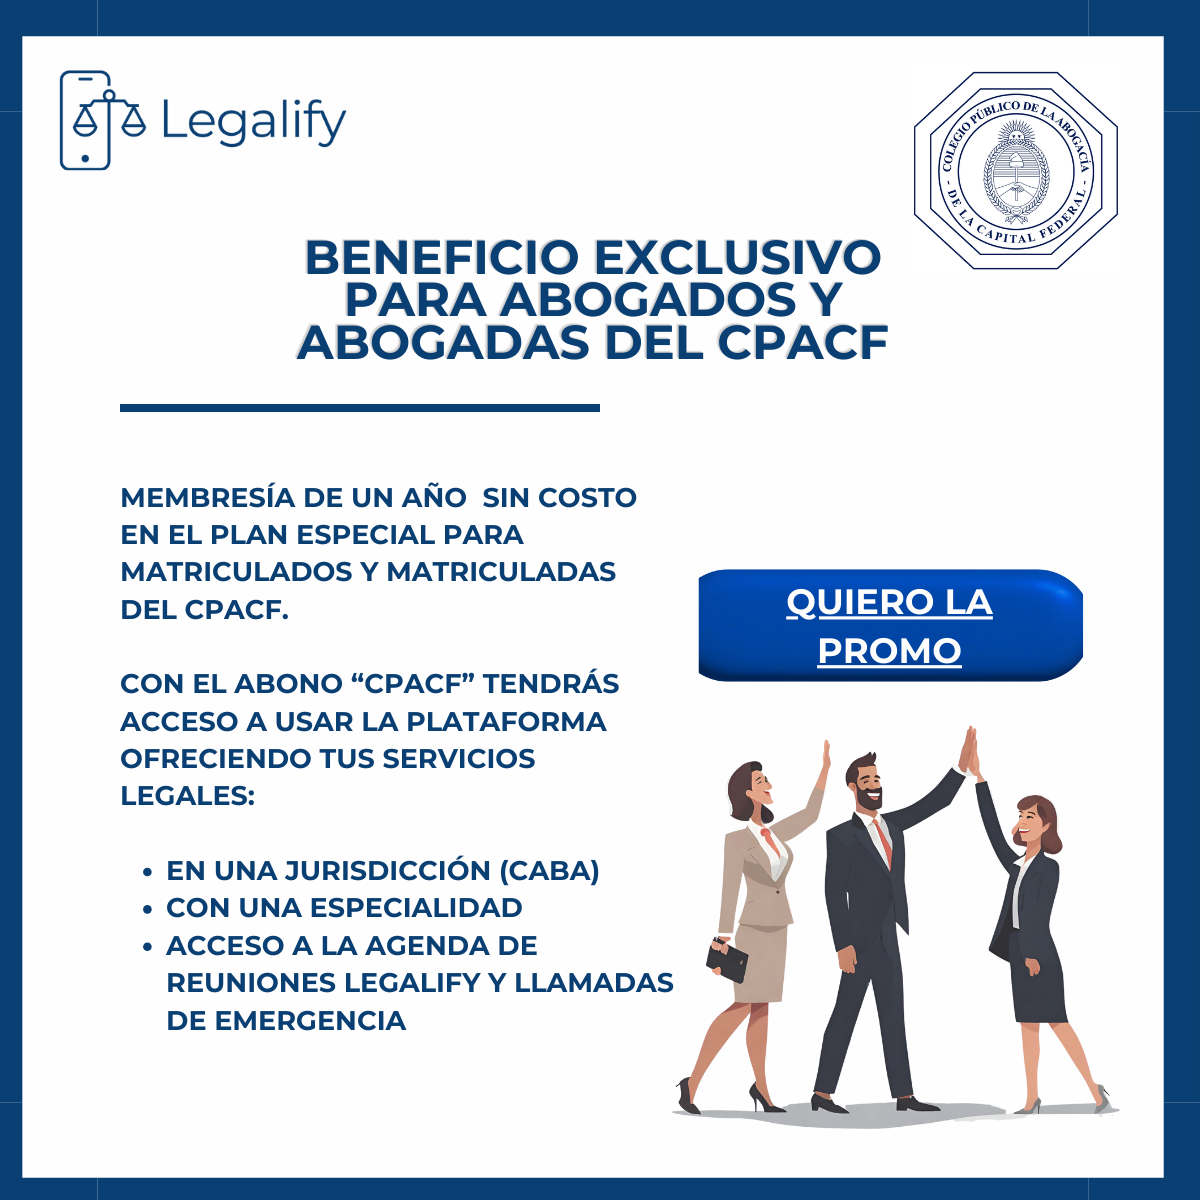 Legalify
COLEGIO PÚBLICO DE LA ABOGACÍA
- DE LA CAPITAL FEDERAL -
BENEFICIO EXCLUSIVO
PARA ABOGADOS Y
ABOGADAS DEL CPACF
MEMBRESÍA DE UN AÑO  SIN COSTO
EN EL PLAN ESPECIAL PARA
MATRICULADOS Y MATRICULADAS
DEL CPACF.
CON EL ABONO “CPACF” TENDRÁS
ACCESO A USAR LA PLATAFORMA
OFRECIENDO TUS SERVICIOS
LEGALES:
• EN UNA JURISDICCIÓN (CABA)
• CON UNA ESPECIALIDAD
• ACCESO A LA AGENDA DE
REUNIONES LEGALIFY Y LLAMADAS
DE EMERGENCIA
QUIERO LA
PROMO